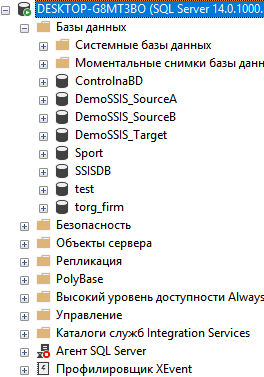 DESKTOP-G8MT3BO (SQL Server 14.0.1000.
Базы данных
Системные базы данных
Моментальные снимки базы данн
ControlnaBD
DemoSSIS_SourceA
DemoSSIS_SourceB
DemoSSIS_Target
Sport
SSISDB
test
torg_firm
Безопасность
Объекты сервера
Репликация
PolyBase
Высокий уровень доступности Always
Управление
Каталоги служб Integration Services
Агент SQL Server
Профилировщик XEvent